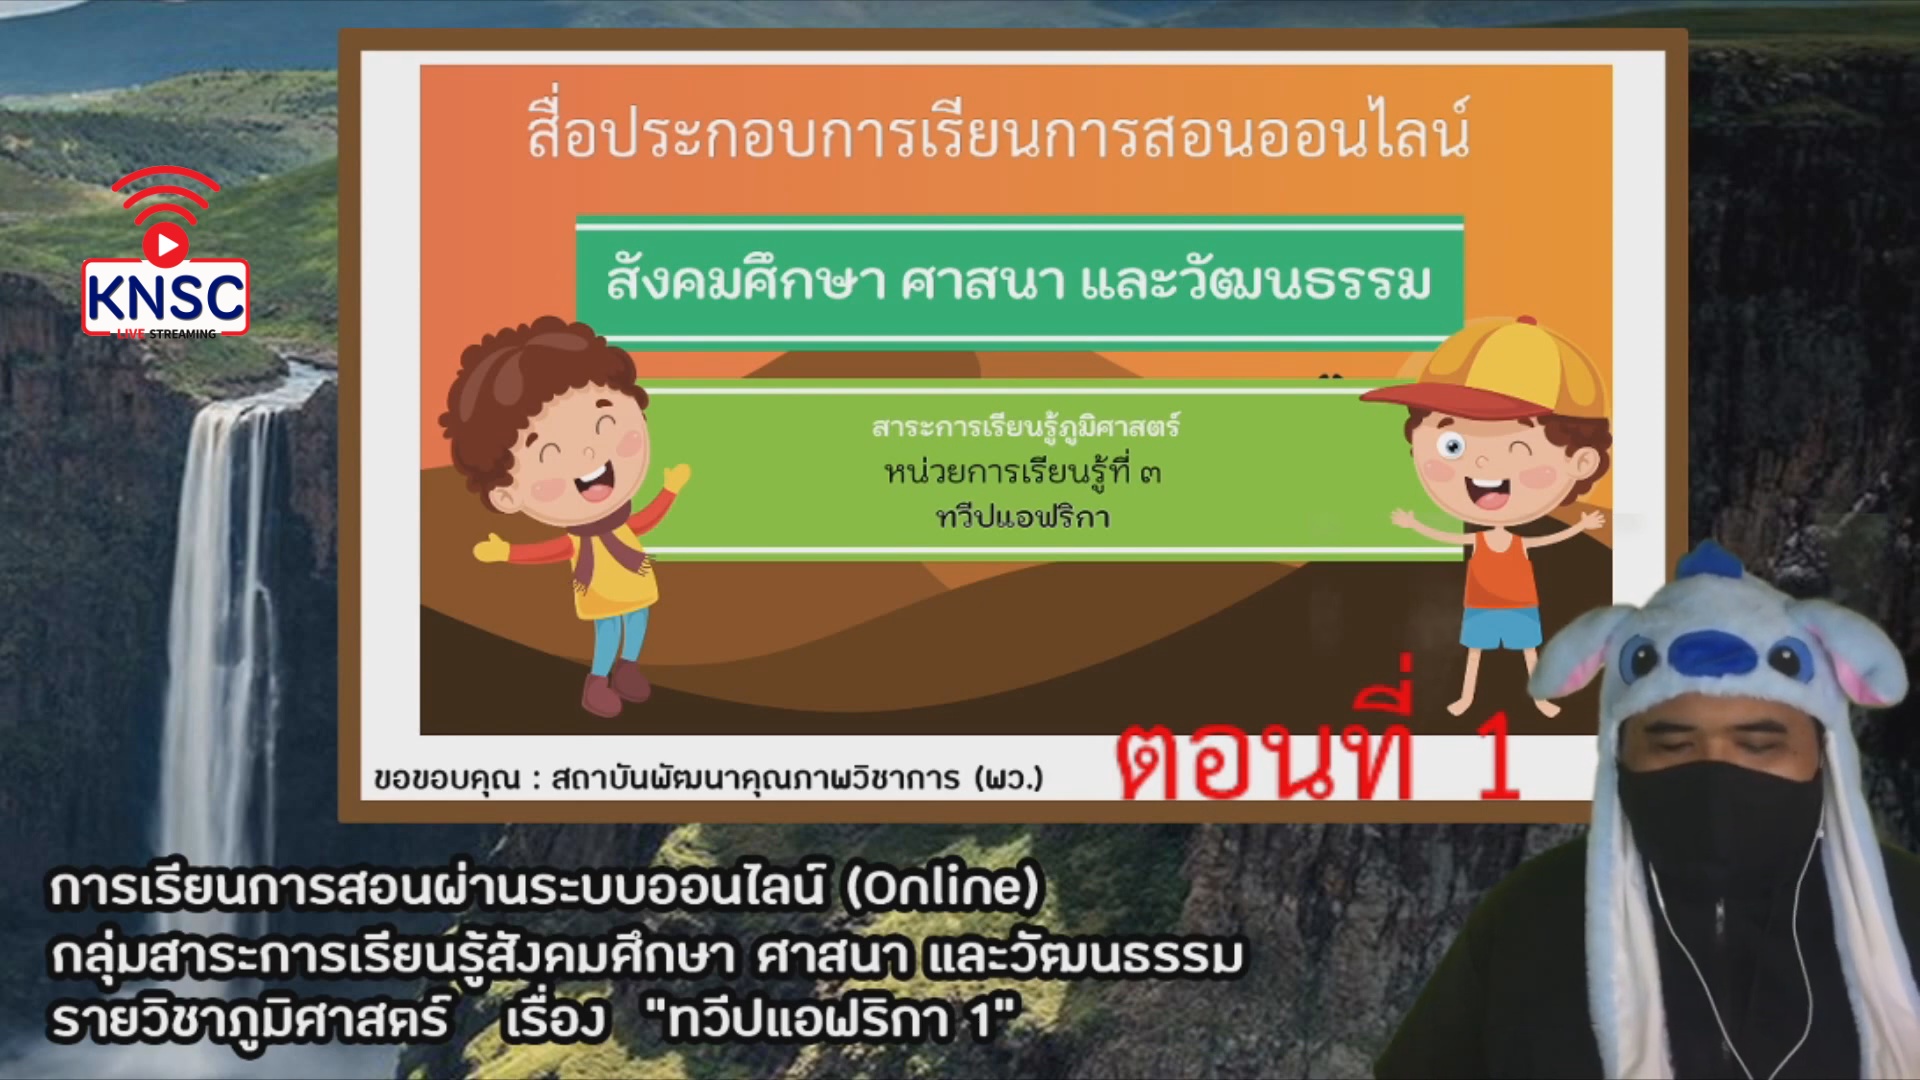 สื่อประกอบการเรียนการสอนออนไลน์
สังคมศึกษา ศาสนา และวัฒนธรรม
สาระการเรียนรู้ภูมิศาสตร์
หน่วยการเรียนรู้ที่ ๓
ทวีปแอฟริกา
KNSC
LIVE STREAMING
ขอขอบคุณ : สถาบันพัฒนาคุณภาพวิชาการ (พว.)
ตอนที่ 1
การเรียนการสอนผ่านระบบออนไลน์ (Online)
กลุ่มสาระการเรียนรู้สังคมศึกษา ศาสนา และวัฒนธรรม
รายวิชาภูมิศาสตร์ เรื่อง "ทวีปแอฟริกา 1"